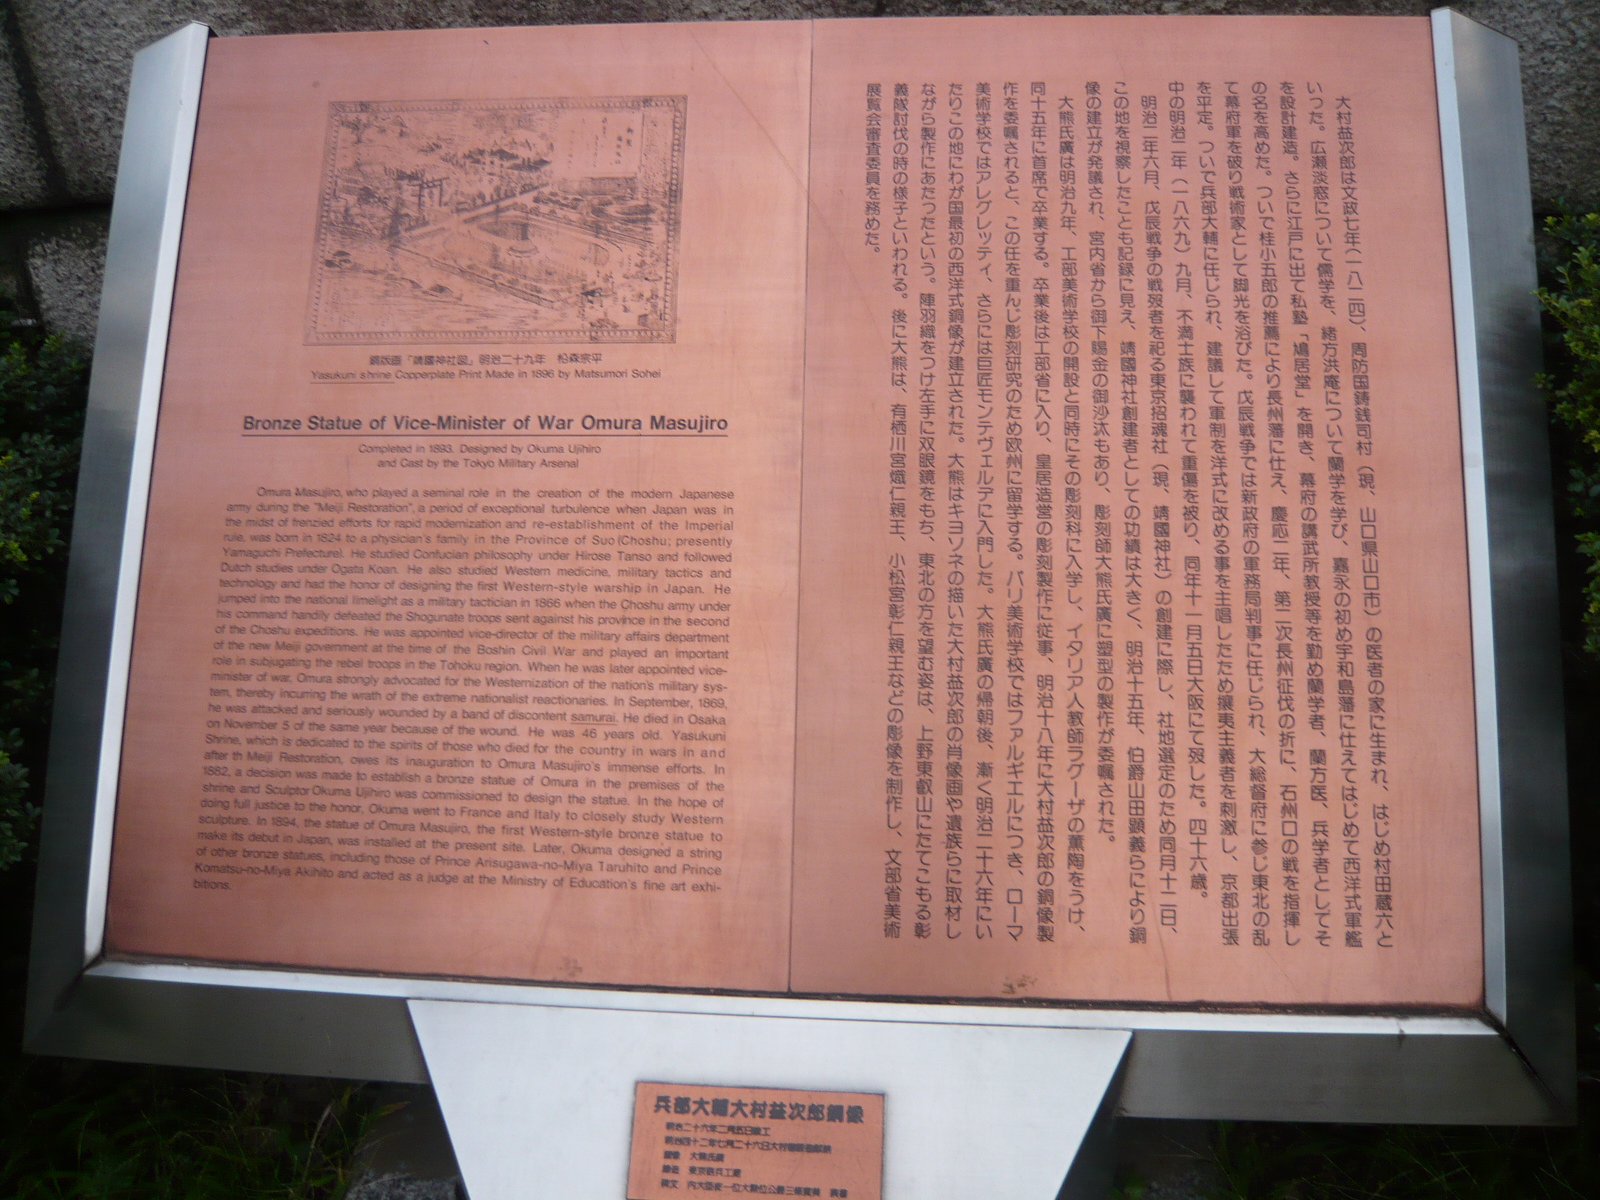 銅版画「靖國神社図」明治二十九年 松森宗平
Yasukuni shrine Copperplate Print Made in 1896 by Matsumori Sohei
Bronze Statue of Vice-Minister of War Omura Masujiro
Completed in 1893. Designed by Okuma Ujihiro
and Cast by the Tokyo Military Arsenal
Omura Masujiro, who played a seminal role in the creation of the modern Japanese
army during the "Meiji Restoration", a period of exceptional turbulence when Japan was in
the midst of frenzied efforts for rapid modernization and re-establishment of the Imperial
rule, was born in 1824 to a physician's family in the Province of Suo (Choshu; presently
Yamaguchi Prefecture). He studied Confucian philosophy under Hirose Tanso and followed
Dutch studies under Ogata Koan. He also studied Western medicine, military tactics and
technology and had the honor of designing the first Western-style warship in Japan. He
jumped into the national limelight as a military tactician in 1866 when the Choshu army under
his command handily defeated the Shogunate troops sent against his province in the second
of the Choshu expeditions. He was appointed vice-director of the military affairs department
of the new Meiji government at the time of the Boshin Civil War and played an important
role in subjugating the rebel troops in the Tohoku region. When he was later appointed vice-
minister of war, Omura strongly advocated for the Westernization of the nation's military sys-
tem, thereby incurring the wrath of the extreme nationalist reactionaries. In September, 1869,
he was attacked and seriously wounded by a band of discontent samurai. He died in Osaka
on November 5 of the same year because of the wound. He was 46 years old. Yasukuni
Shrine, which is dedicated to the spirits of those who died for the country in wars in and
after th Meiji Restoration, owes its inauguration to Omura Masujiro's immense efforts. In
1882, a decision was made to establish a bronze statue of Omura in the premises of the
shrine and Sculptor Okuma Ujihiro was commissioned to design the statue. In the hope of
doing full justice to the honor, Okuma went to France and Italy to closely study Western
sculpture. In 1894, the statue of Omura Masujiro, the first Western-style bronze statue to
make its debut in Japan, was installed at the present site. Later, Okuma designed a string
of other bronze statues, including those of Prince Arisugawa-no-Miya Taruhito and Prince
Komatsu-no-Miya Akihito and acted as a judge at the Ministry of Education's fine art exhi-
bitions.
大村益次郎は文政七年（一八二四）、周防国鋳銭司村（現、山口県山口市）の医者の家に生まれ、はじめ村田蔵六と
いった。広瀬淡窓について儒学を、緒方洪庵について蘭学を学び、嘉永の初め宇和島藩に仕えてはじめて西洋式軍艦
を設計建造。さらに江戸に出て私塾「鳩居堂」を開き、幕府の講武所教授等を勤め蘭学者、蘭方医、兵学者としてそ
の名を高めた。ついで桂小五郎の推薦により長州藩に仕え、慶応二年、第二次長州征伐の折に、石州口の戦を指揮し
て幕府軍を破り戦術家として脚光を浴びた。戊辰戦争では新政府の軍務局判事に任じられ、大総督府に参じ東北の乱
を平定。ついで兵部大輔に任じられ、建議して軍制を洋式に改める事を主唱したため攘夷主義者を刺激し、京都出張
中の明治二年（一八六九）九月、不満士族に襲われて重傷を被り、同年十一月五日大阪にて歿した。四十六歳。
明治二年六月、戊辰戦争の戦歿者を祀る東京招魂社（現、靖國神社）の創建に際し、社地選定のため同月十二日、
この地を視察したことも記録に見え、靖國神社創建者としての功績は大きく、明治十五年、伯爵山田顕義らにより銅
像の建立が発議され、宮内省から御下賜金の御沙汰もあり、彫刻師大熊氏廣に塑型の製作が委嘱された。
大熊氏廣は明治九年、工部美術学校の開設と同時にその彫刻科に入学し、イタリア人教師ラグーザの薫陶をうけ、
同十五年に首席で卒業する。卒業後は工部省に入り、皇居造営の彫刻製作に従事、明治十八年に大村益次郎の銅像製
作を委嘱されると、この任を重んじ彫刻研究のため欧州に留学する。パリ美術学校ではファルギエルにつき、ローマ
美術学校ではアレグレッティ、さらには巨匠モンテヴェルデに入門した。大熊氏廣の帰朝後、漸く明治二十六年にい
たりこの地にわが国最初の西洋式銅像が建立された。大熊はキヨソネの描いた大村益次郎の肖像画や遺族らに取材し
ながら製作にあたったという。陣羽織をつけ左手に双眼鏡をもち、東北の方を望む姿は、上野東叡山にたてこもる彰
義隊討伐の時の様子といわれる。後に大熊は、有栖川宮熾仁親王、小松宮彰仁親王などの彫像を制作し、文部省美術
展覧会審査委員を務めた。
兵部大輔大村益次郎銅像
明治二十六年二月五日竣工
製像 大熊氏廣
鋳造 東京砲兵工廠